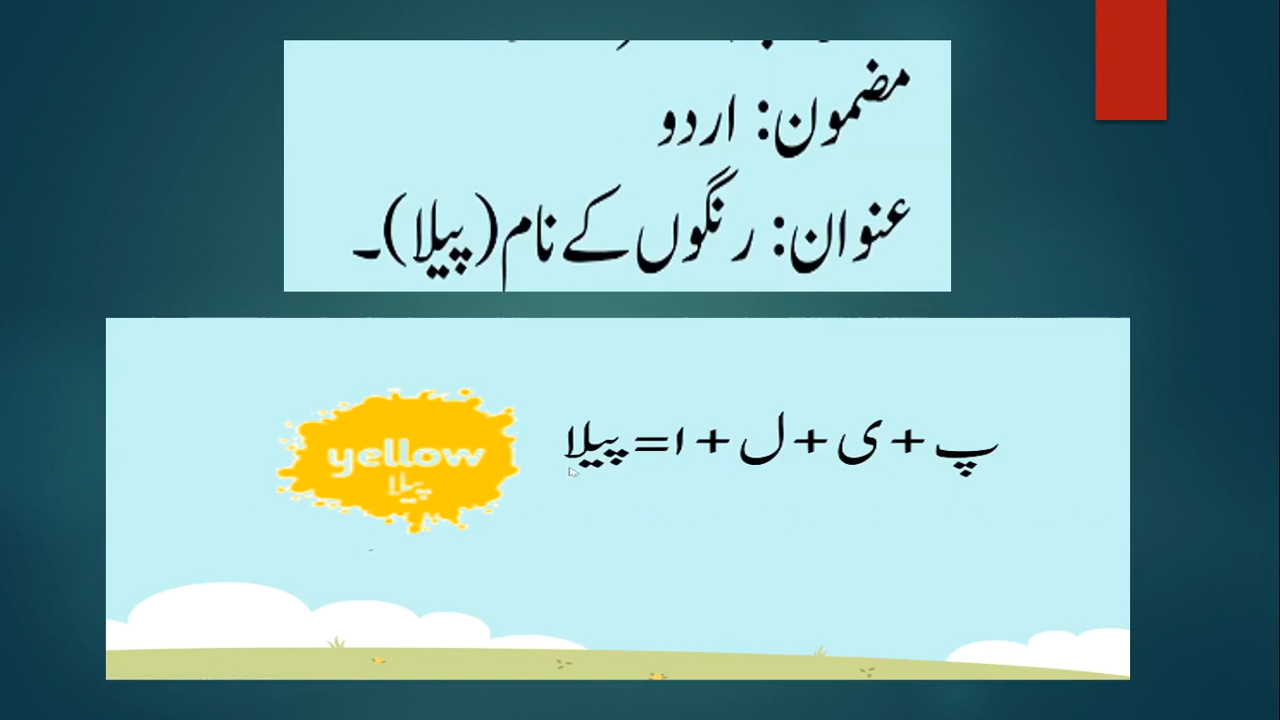 مضمون: اردو
عنوان: رنگوں کے نام (پیلا)۔
پ + ی + ل + ا = پیلا
yellow
پیلا